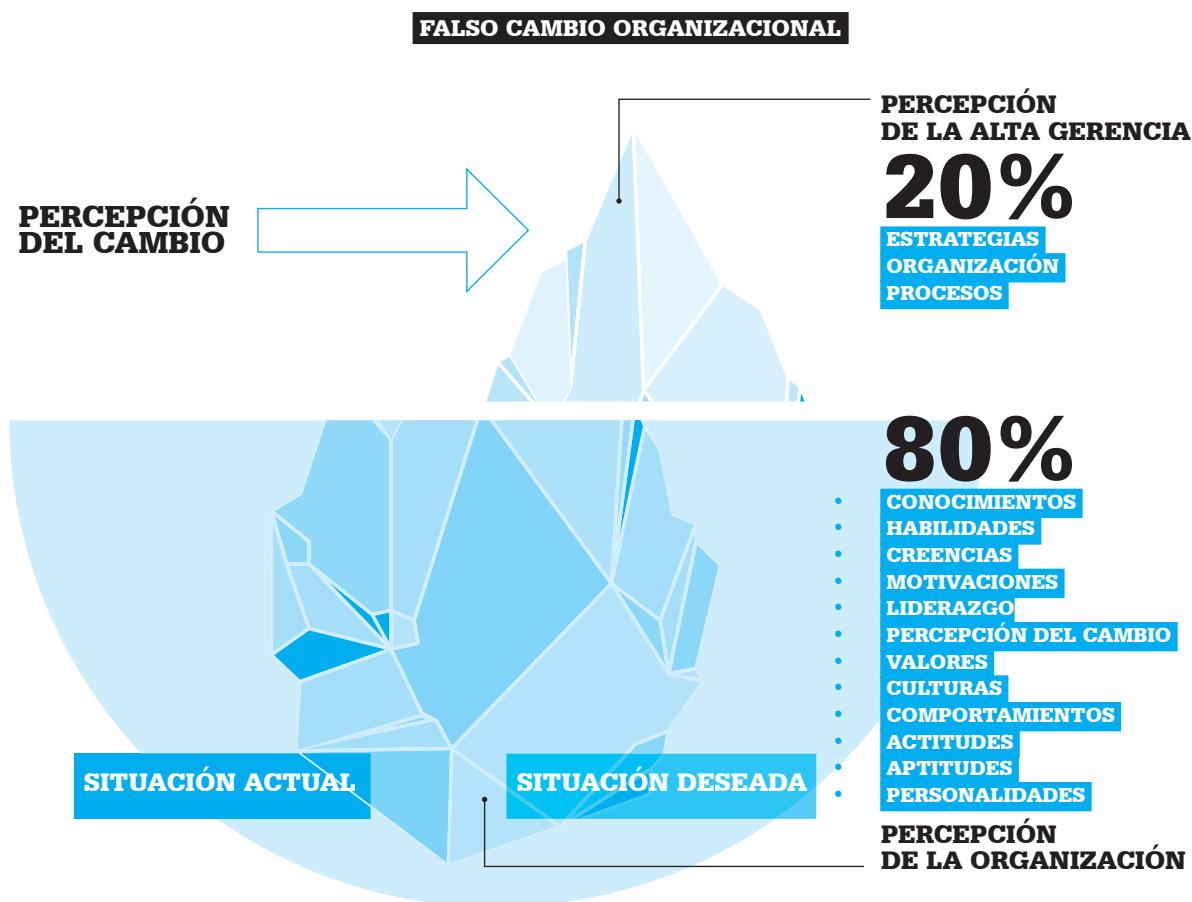 FALSO CAMBIO ORGANIZACIONAL
PERCEPCIÓN
DEL CAMBIO
PERCEPCIÓN
DE LA ALTA GERENCIA
20%
ESTRATEGIAS
ORGANIZACIÓN
PROCESOS
80%
• CONOCIMIENTOS
• HABILIDADES
• CREENCIAS
• MOTIVACIONES
• LIDERAZGO
• PERCEPCIÓN DEL CAMBIO
• VALORES
• CULTURAS
• COMPORTAMIENTOS
• ACTITUDES
• APTITUDES
• PERSONALIDADES
SITUACIÓN ACTUAL
SITUACIÓN DESEADA
PERCEPCIÓN
DE LA ORGANIZACIÓN